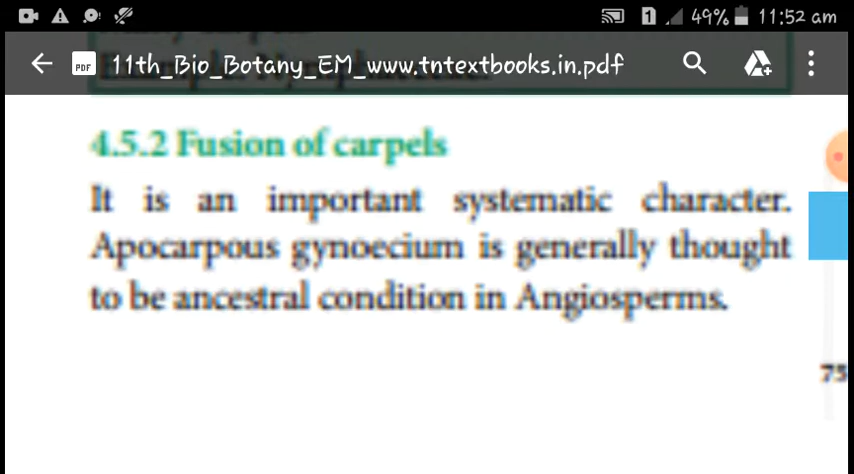 49% 11:52 am
PDF 11th_Bio_Botany_EM_www.tntextbooks.in.pdf
4.5.2 Fusion of carpels
It is an important systematic character.
Apocarpous gynoecium is generally thought
to be ancestral condition in Angiosperms.
75